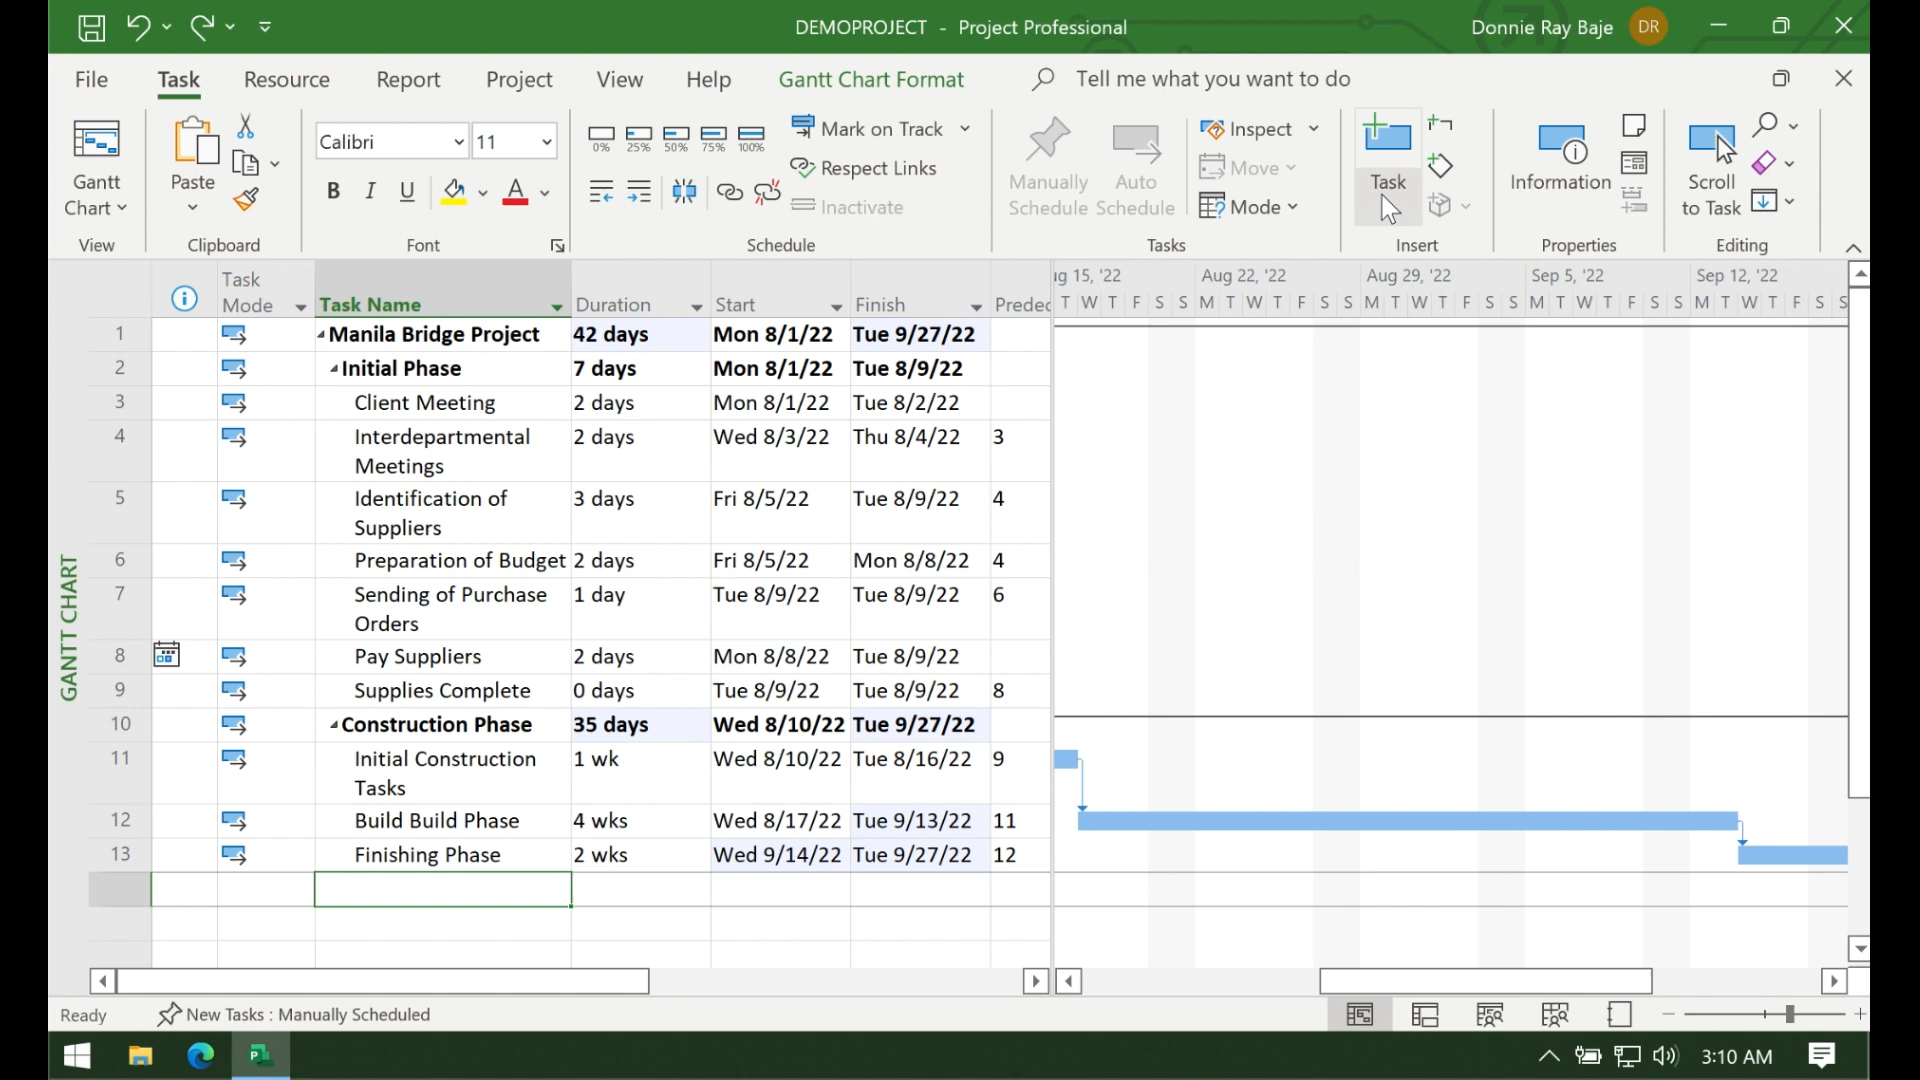 DEMOPROJECT - Project Professional
Donnie Ray Baje DR
File Task Resource Report Project View Help Gantt Chart Format Tell me what you want to do
Gantt Chart
View
Paste
Clipboard
Calibri 11
B I U A
Font
0% 25% 50% 75% 100%
Mark on Track
Respect Links
Inactivate
Schedule
Manually Schedule
Auto Schedule
Inspect
Move
Mode
Tasks
Task
Insert
Information
Properties
Scroll to Task
Editing
Task Mode Task Name Duration Start Finish Predec
ig 15, '22 Aug 22, '22 Aug 29, '22 Sep 5, '22 Sep 12, '22
T W T F S S M T W T F S S M T W T F S S M T W T F S S M T W T F S S
1 Manila Bridge Project 42 days Mon 8/1/22 Tue 9/27/22
2 Initial Phase 7 days Mon 8/1/22 Tue 8/9/22
3 Client Meeting 2 days Mon 8/1/22 Tue 8/2/22
4 Interdepartmental Meetings 2 days Wed 8/3/22 Thu 8/4/22 3
5 Identification of Suppliers 3 days Fri 8/5/22 Tue 8/9/22 4
6 Preparation of Budget 2 days Fri 8/5/22 Mon 8/8/22 4
7 Sending of Purchase Orders 1 day Tue 8/9/22 Tue 8/9/22 6
8 Pay Suppliers 2 days Mon 8/8/22 Tue 8/9/22
9 Supplies Complete 0 days Tue 8/9/22 Tue 8/9/22 8
10 Construction Phase 35 days Wed 8/10/22 Tue 9/27/22
11 Initial Construction Tasks 1 wk Wed 8/10/22 Tue 8/16/22 9
12 Build Build Phase 4 wks Wed 8/17/22 Tue 9/13/22 11
13 Finishing Phase 2 wks Wed 9/14/22 Tue 9/27/22 12
GANTT CHART
Ready New Tasks : Manually Scheduled
3:10 AM